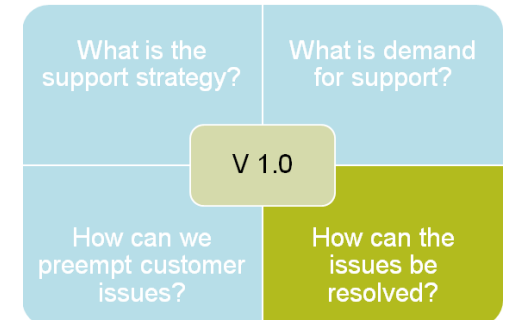 What is the
support strategy?
What is demand
for support?
V 1.0
How can we
preempt customer
issues?
How can the
issues be
resolved?